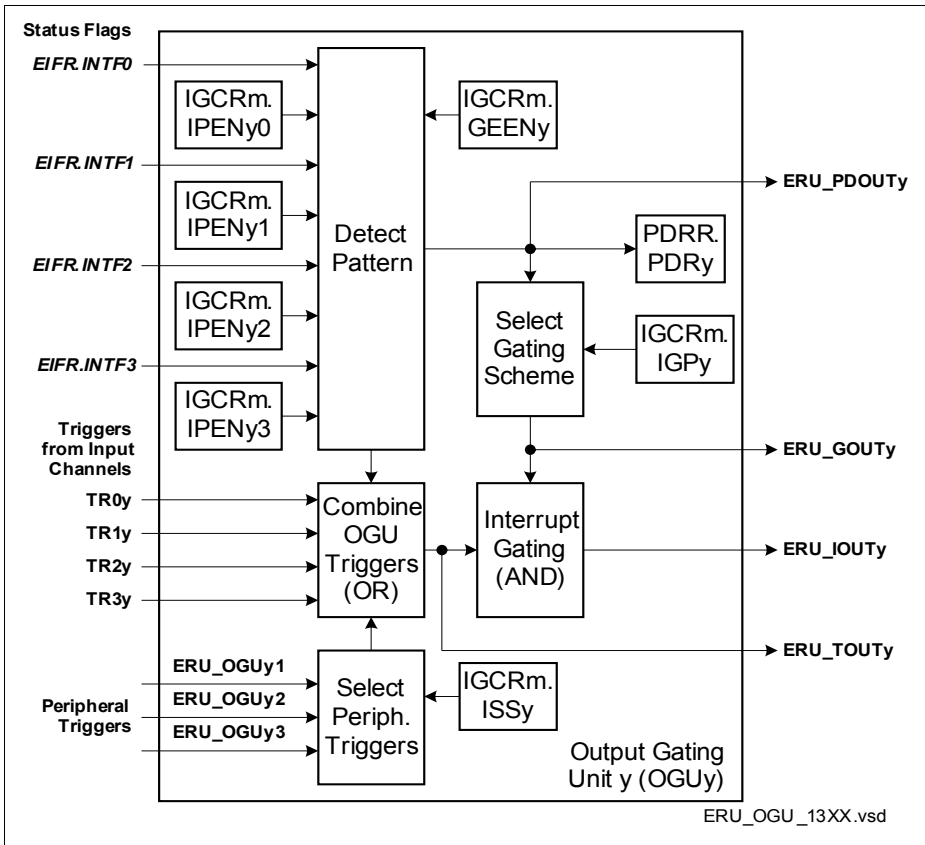 Status Flags
EIFR.INTF0
IGCRm.
IPENy0
IGCRm.
GEENy
EIFR.INTF1
ERU_PDOUTy
IGCRm.
IPENy1
Detect
Pattern
PDRR.
PDRy
EIFR.INTF2
IGCRm.
IPENy2
Select
Gating
Scheme
IGCRm.
IGPy
EIFR.INTF3
IGCRm.
IPENy3
Triggers
from Input
Channels
ERU_GOUTy
TR0y
TR1y
TR2y
TR3y
Combine
OGU
Triggers
(OR)
Interrupt
Gating
(AND)
ERU_IOUTy
ERU_TOUTy
Peripheral
Triggers
ERU_OGUy1
ERU_OGUy2
ERU_OGUy3
Select
Periph.
Triggers
IGCRm.
ISSy
Output Gating
Unit y (OGUy)
ERU_OGU_13XX.vsd